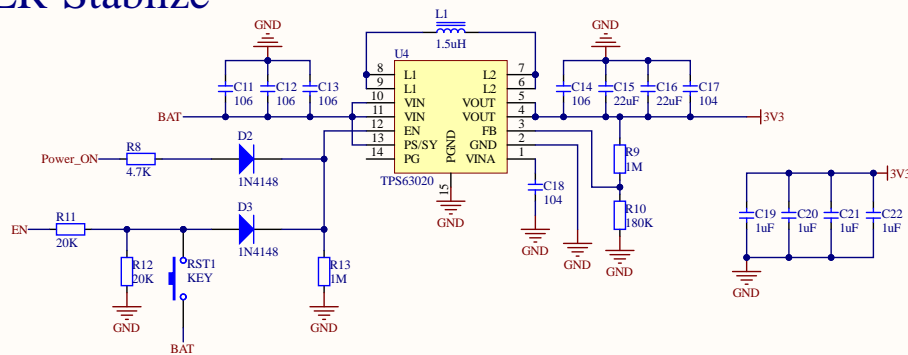 ER Stabilize
L1
1.5uH
GND
GND
U4
C11
106
C12
106
C13
106
8 L1 L2 7
9 L1 L2 6
10 VIN VOUT 5
11 VIN VOUT 4
12 EN FB 3
13 PS/SY GND 2
14 PG VINA 1
PGND
15
TPS63020
GND
C14
106
C15
22uF
C16
22uF
C17
104
BAT
3V3
Power_ON
R8
4.7K
D2
1N4148
R9
1M
C18
104
R10
180K
GND
GND
GND
EN
R11
20K
D3
1N4148
R12
20K
RST1
KEY
R13
1M
GND
GND
BAT
3V3
C19
1uF
C20
1uF
C21
1uF
C22
1uF
GND